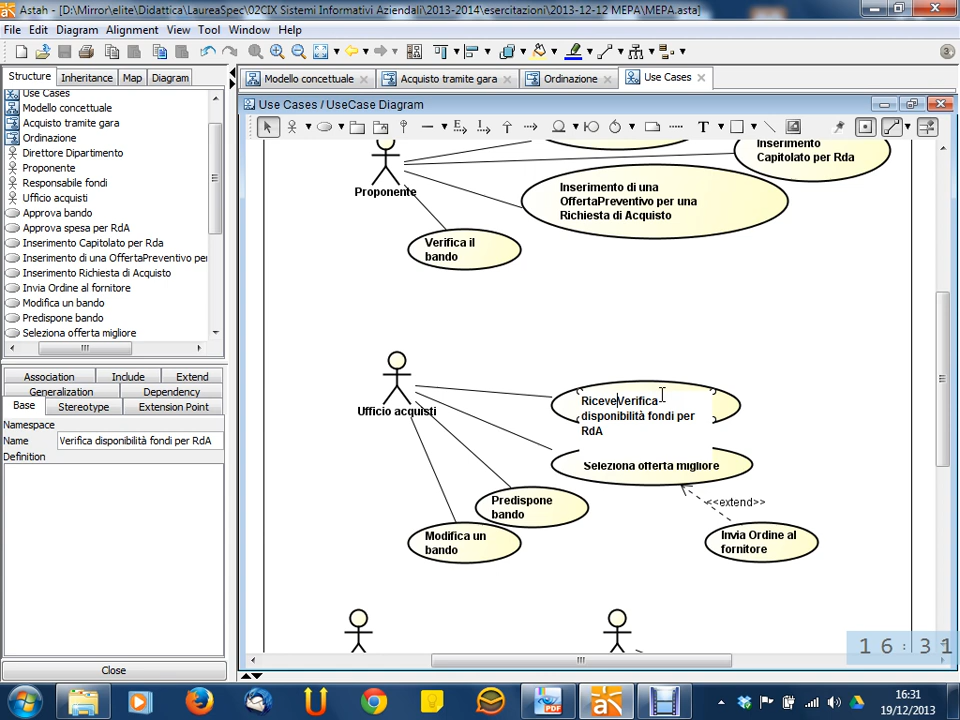 Astah - [D:\Mirror\elite\Didattica\LaureaSpec\02CIX Sistemi Informativi Aziendali\2013-2014\esercitazioni\2013-12-12 MEPA\MEPA.asta]
File Edit Diagram Alignment View Tool Window Help
3
Structure Inheritance Map Diagram
Modello concettuale Acquisto tramite gara Ordinazione Use Cases
Use Cases / UseCase Diagram
Use Cases
Modello concettuale
Acquisto tramite gara
Ordinazione
Direttore Dipartimento
Proponente
Responsabile fondi
Ufficio acquisti
Approva bando
Approva spesa per RdA
Inserimento Capitolato per Rda
Inserimento di una OffertaPreventivo per
Inserimento Richiesta di Acquisto
Invia Ordine al fornitore
Modifica un bando
Predispone bando
Seleziona offerta migliore
Association Include Extend
Generalization Dependency
Base Stereotype Extension Point
Namespace
Name Verifica disponibilità fondi per RdA
Definition
Close
Inserimento
Capitolato per Rda
Proponente
Inserimento di una
OffertaPreventivo per una
Richiesta di Acquisto
Verifica il
bando
Ufficio acquisti
RiceveVerifica
disponibilità fondi per
RdA
Seleziona offerta migliore
<<extend>>
Predispone
bando
Modifica un
bando
Invia Ordine al
fornitore
16:31
16:31
19/12/2013